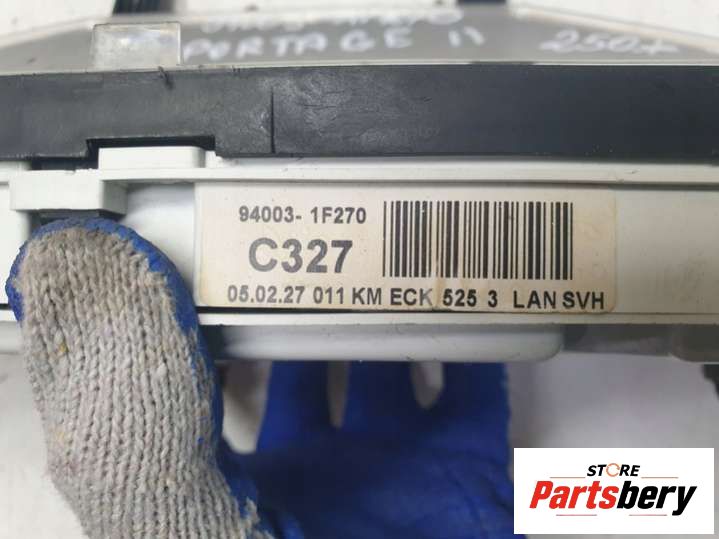 PORTAGE II 250
94003- 1F270
C327
05.02.27 011 KM ECK 525 3 LAN SVH
STORE
Partsbery